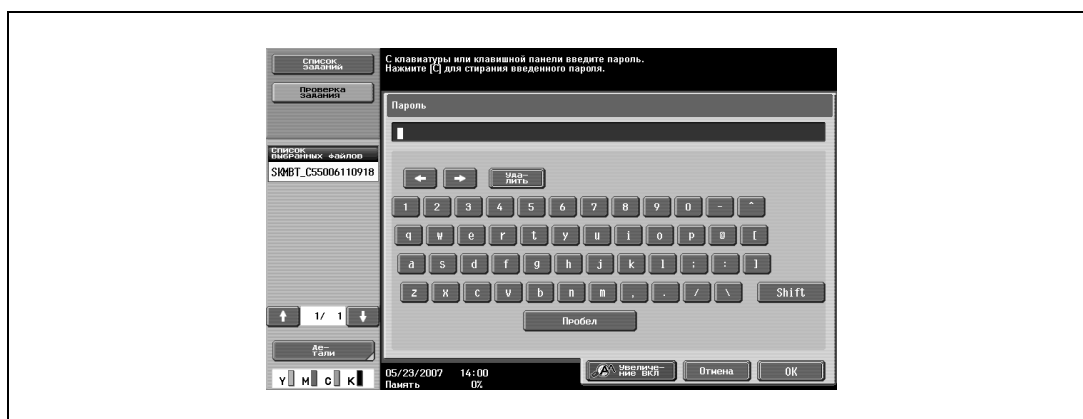 Список
заданий
Проверка
задания
С клавиатуры или клавишной панели введите пароль.
Нажмите [C] для стирания введенного пароля.
Пароль
Список
выбранных файлов
SKMBT_C55006110918
Уда-
лить
1 2 3 4 5 6 7 8 9 0 - ^
q w e r t y u i o p @ [
a s d f g h j k l ; : ]
z x c v b n m , . / \ Shift
Пробел
1/ 1
Де-
тали
Y M C K
05/23/2007 14:00
Память 0%
Увеличе-
ние ВКЛ
Отмена
OK